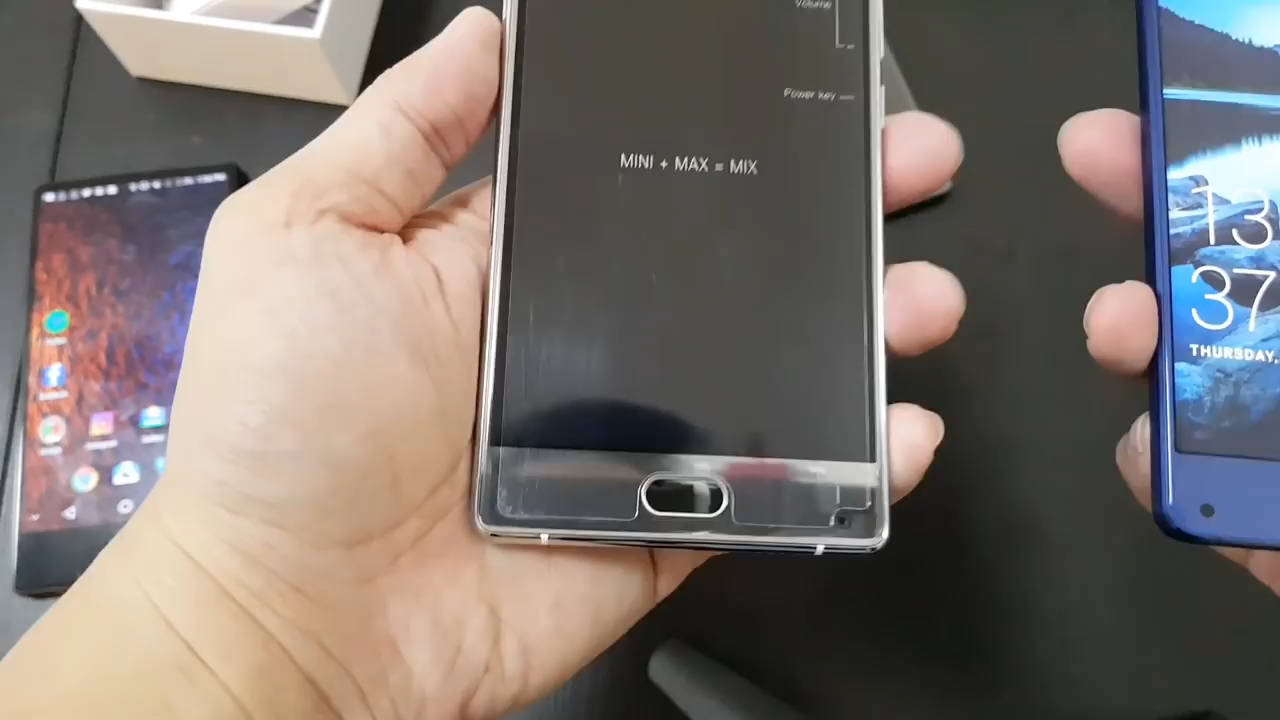 Volume
Power key
MINI + MAX = MIX
13
37
THURSDAY,